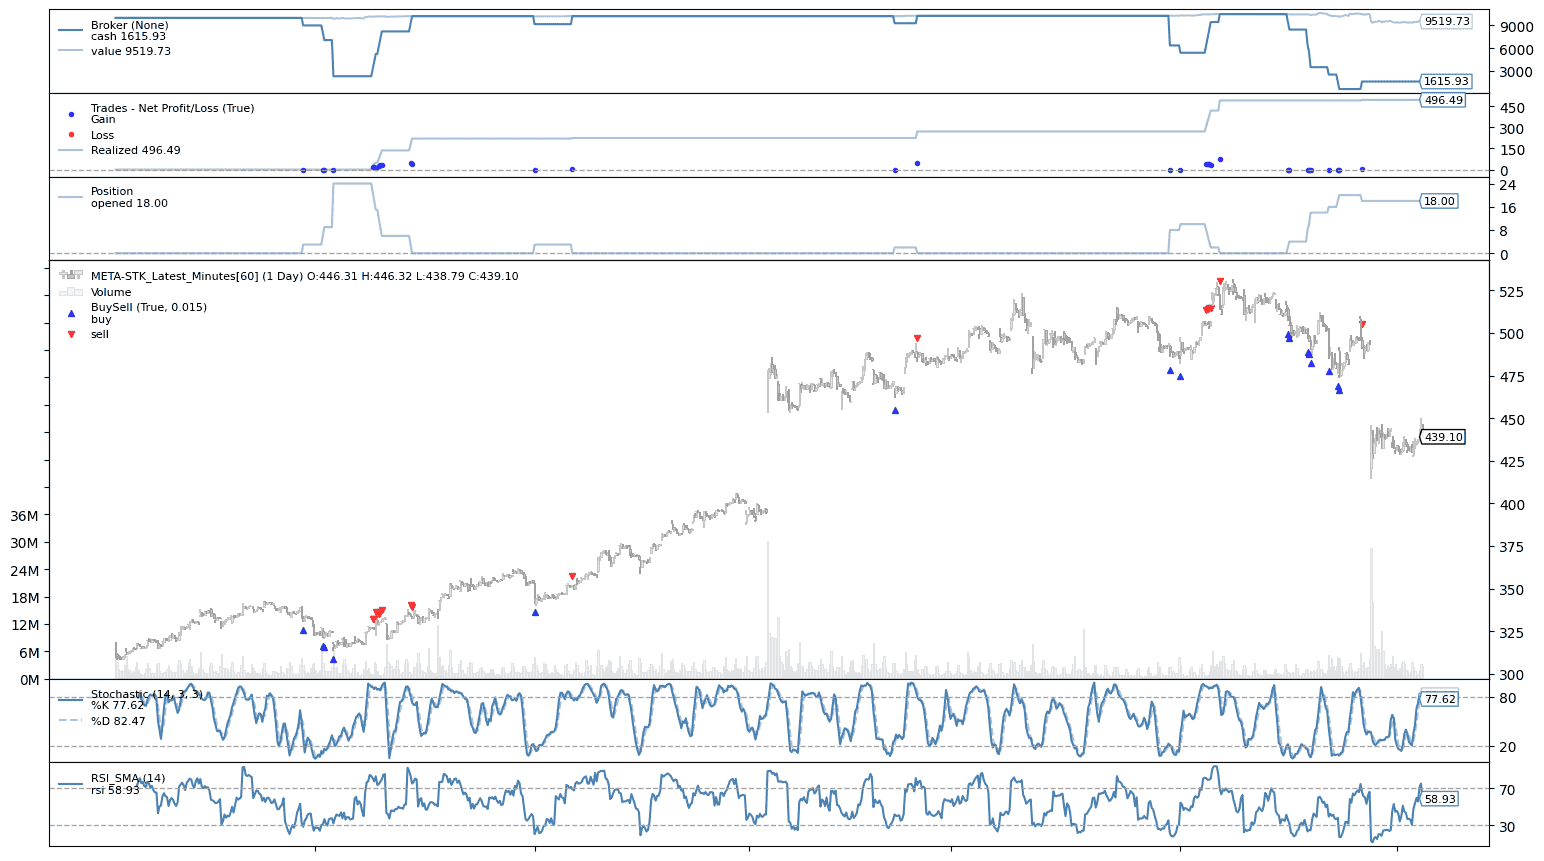 Broker (None)
cash 1615.93
value 9519.73
9519.73
1615.93
9000
6000
3000
Trades - Net Profit/Loss (True)
Gain
Loss
Realized 496.49
496.49
450
300
150
0
Position
opened 18.00
18.00
24
16
8
0
META-STK_Latest_Minutes[60] (1 Day) O:446.31 H:446.32 L:438.79 C:439.10
Volume
BuySell (True, 0.015)
buy
sell
525
500
475
450
439.10
425
400
375
350
325
300
36M
30M
24M
18M
12M
6M
0M
Stochastic (14, 3, 3)
%K 77.62
%D 82.47
77.62
80
20
RSI_SMA (14)
rsi 58.93
58.93
70
30